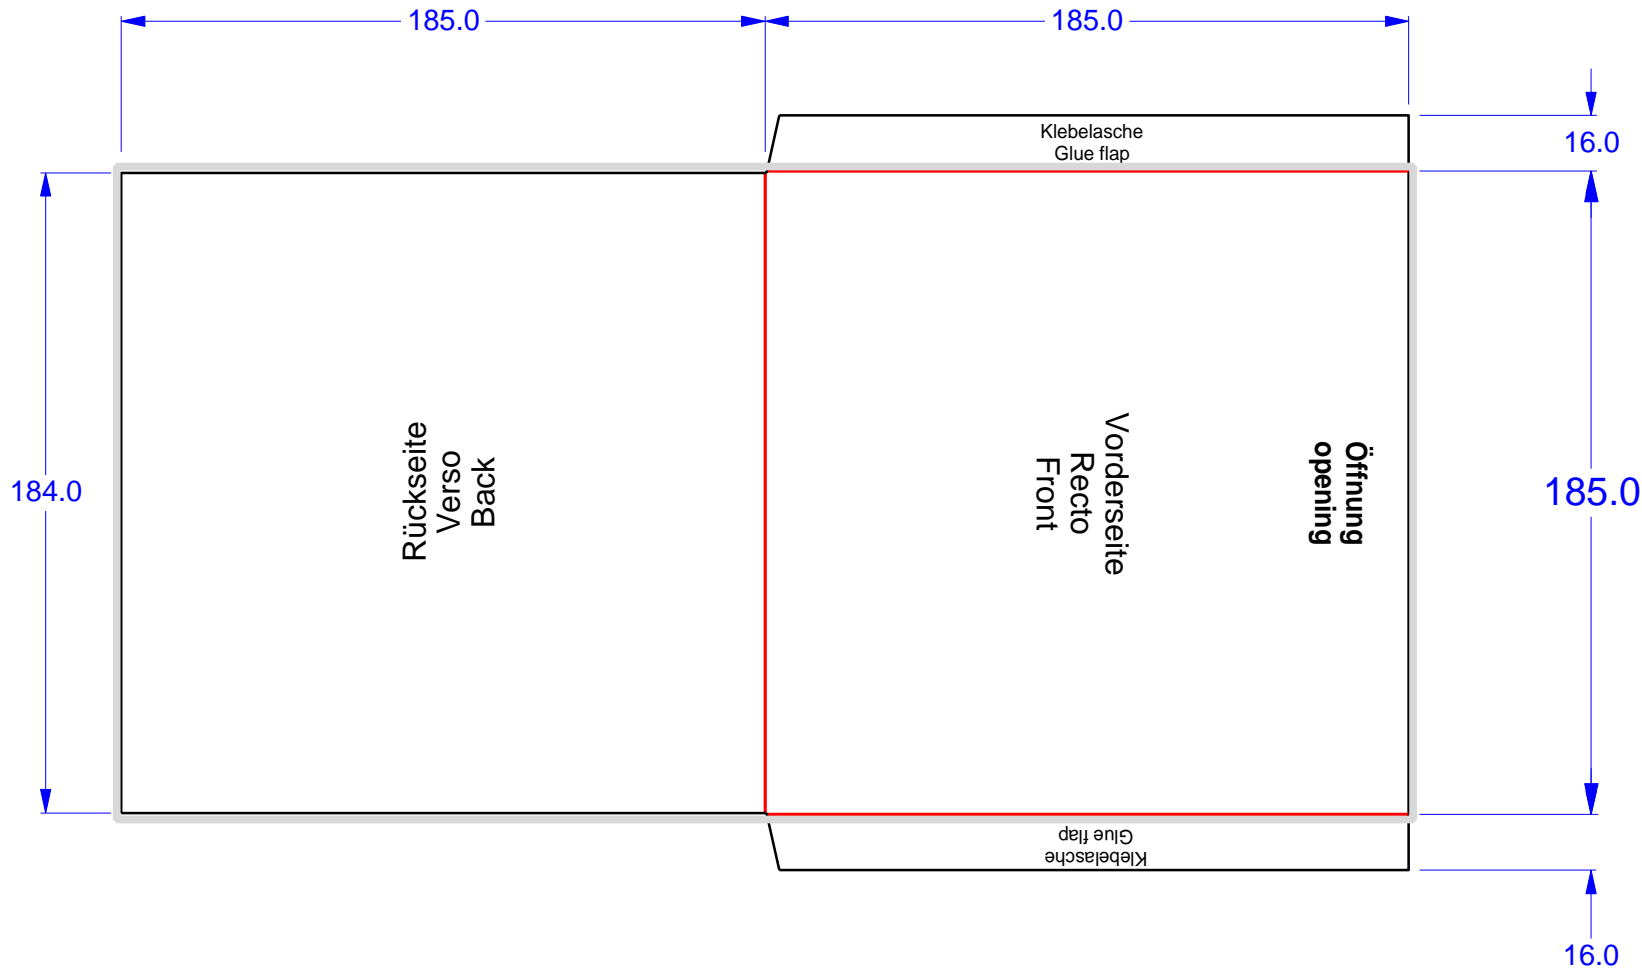 185.0
185.0
Klebelasche
Glue flap
16.0
184.0
Rückseite
Verso
Back
Vorderseite
Recto
Front
Öffnung
opening
185.0
Klebelasche
Glue flap
16.0